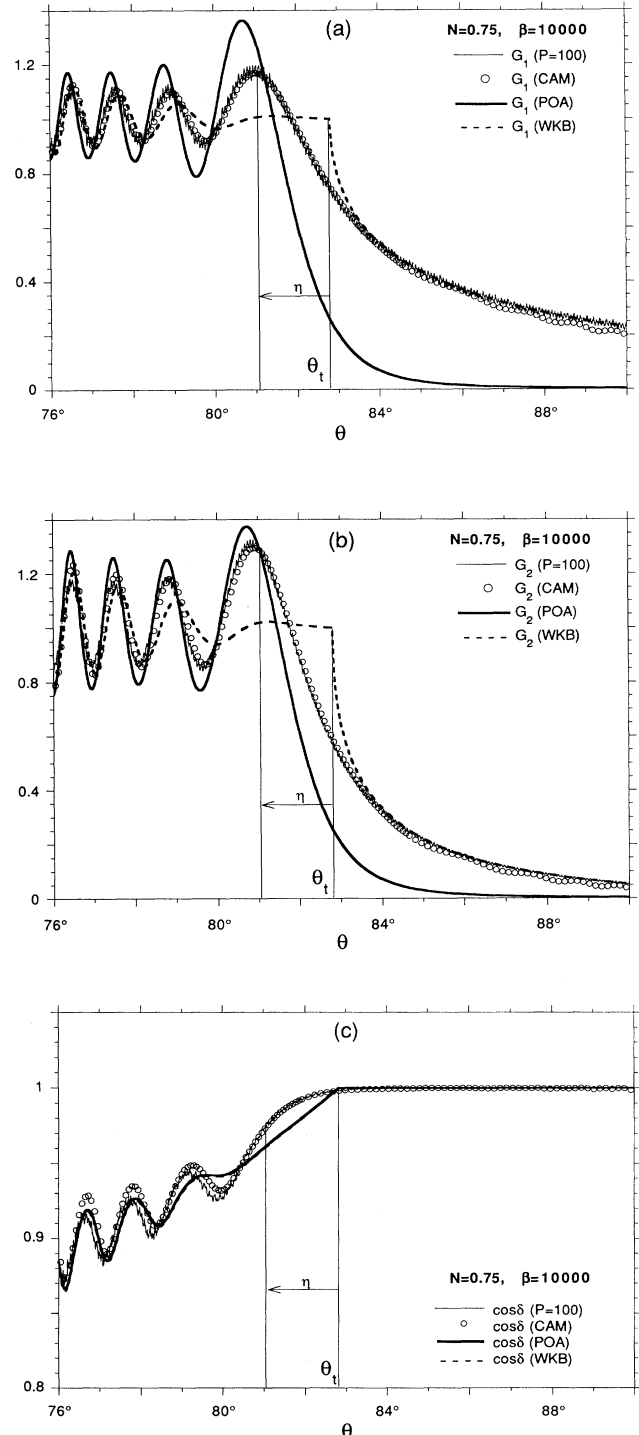 (a)
N=0.75, β=10000
G₁ (P=100)
G₁ (CAM)
G₁ (POA)
G₁ (WKB)
1.2
0.8
0.4
0
η
θₜ
76° 80° 84° 88°
θ
(b)
N=0.75, β=10000
G₂ (P=100)
G₂ (CAM)
G₂ (POA)
G₂ (WKB)
1.2
0.8
0.4
0
η
θₜ
76° 80° 84° 88°
θ
(c)
1
0.9
0.8
η
N=0.75, β=10000
cosδ (P=100)
cosδ (CAM)
cosδ (POA)
cosδ (WKB)
θₜ
76° 80° 84° 88°
θ